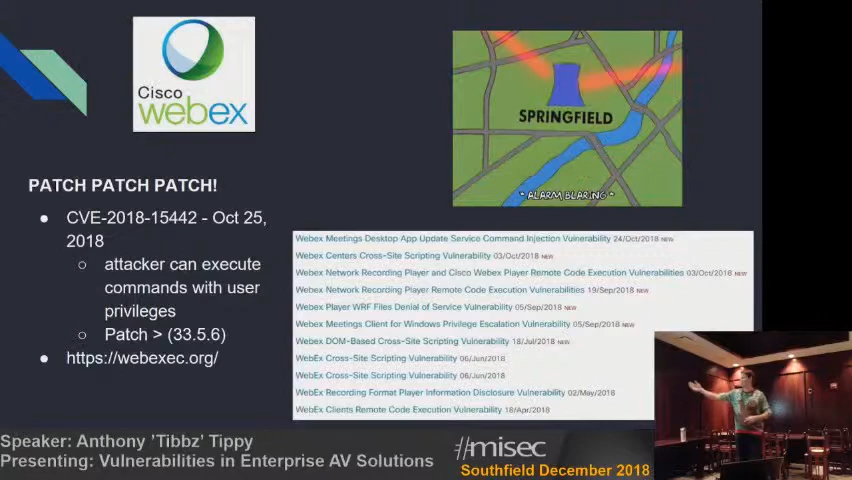 Cisco
webex
SPRINGFIELD
* ALARM BLARING *
PATCH PATCH PATCH!
● CVE-2018-15442 - Oct 25,
2018
○ attacker can execute
commands with user
privileges
○ Patch > (33.5.6)
● https://webexec.org/
Webex Meetings Desktop App Update Service Command Injection Vulnerability 24/Oct/2018 NEW
Webex Centers Cross-Site Scripting Vulnerability 03/Oct/2018 NEW
Webex Network Recording Player and Cisco Webex Player Remote Code Execution Vulnerabilities 03/Oct/2018 NEW
Webex Network Recording Player Remote Code Execution Vulnerabilities 19/Sep/2018 NEW
Webex Player WRF Files Denial of Service Vulnerability 05/Sep/2018 NEW
Webex Meetings Client for Windows Privilege Escalation Vulnerability 05/Sep/2018 NEW
Webex DOM-Based Cross-Site Scripting Vulnerability 18/Jul/2018 NEW
WebEx Cross-Site Scripting Vulnerability 06/Jun/2018
WebEx Cross-Site Scripting Vulnerability 06/Jun/2018
WebEx Recording Format Player Information Disclosure Vulnerability 02/May/2018
WebEx Clients Remote Code Execution Vulnerability 18/Apr/2018
Speaker: Anthony 'Tibbz' Tippy
Presenting: Vulnerabilities in Enterprise AV Solutions
#misec
Southfield December 2018